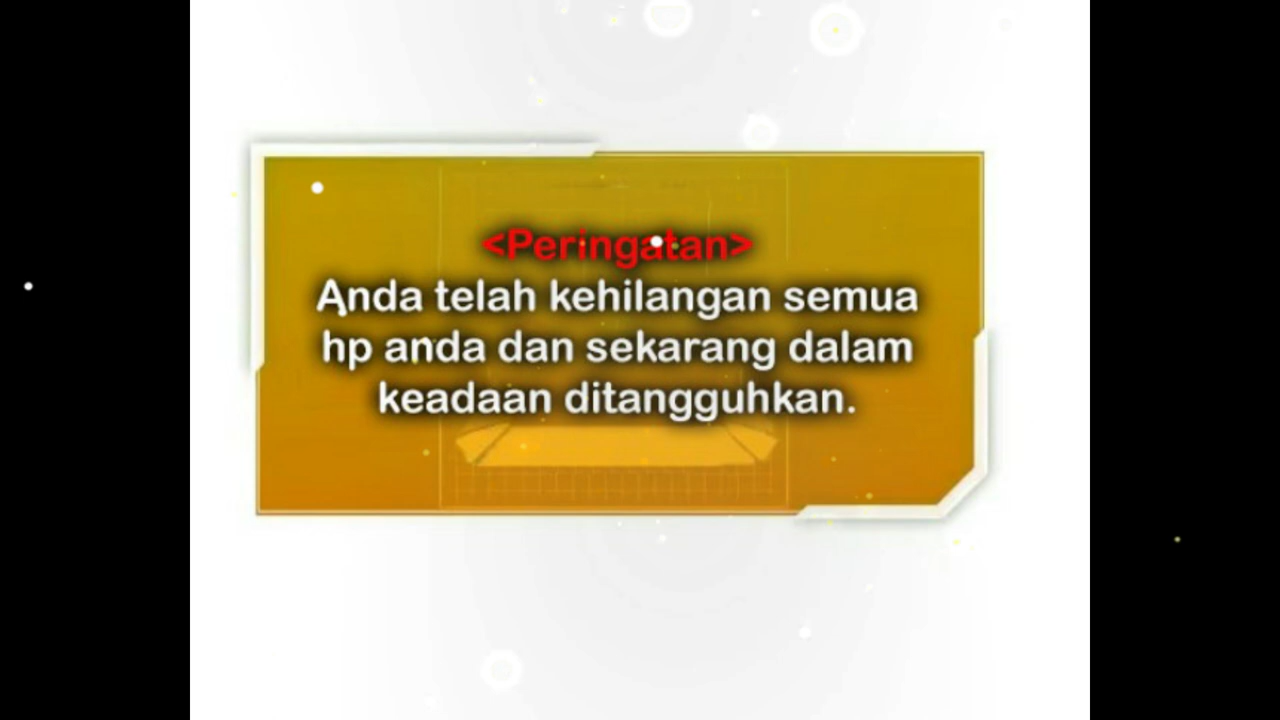 <Peringatan>
Anda telah kehilangan semua
hp anda dan sekarang dalam
keadaan ditangguhkan.